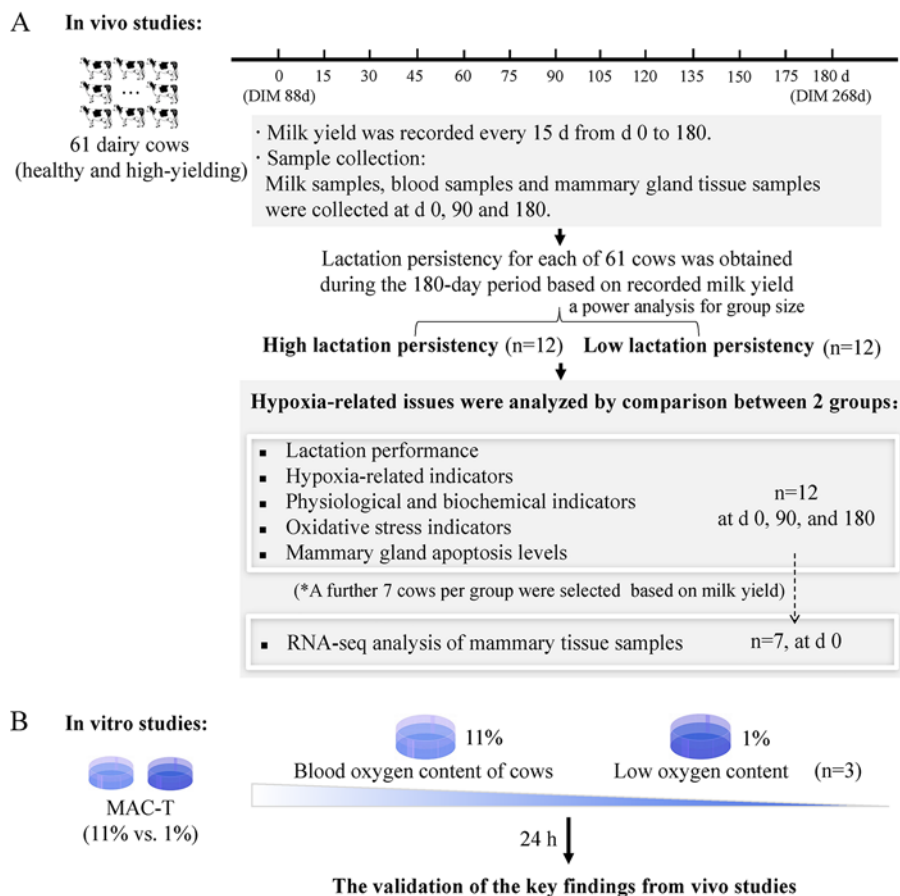 A In vivo studies:
0 15 30 45 60 75 90 105 120 135 150 175 180 d
(DIM 88d) (DIM 268d)
61 dairy cows
(healthy and high-yielding)
· Milk yield was recorded every 15 d from d 0 to 180.
· Sample collection:
Milk samples, blood samples and mammary gland tissue samples
were collected at d 0, 90 and 180.
Lactation persistency for each of 61 cows was obtained
during the 180-day period based on recorded milk yield
a power analysis for group size
High lactation persistency (n=12) Low lactation persistency (n=12)
Hypoxia-related issues were analyzed by comparison between 2 groups:
▪ Lactation performance
▪ Hypoxia-related indicators
▪ Physiological and biochemical indicators
▪ Oxidative stress indicators
▪ Mammary gland apoptosis levels
n=12
at d 0, 90, and 180
(*A further 7 cows per group were selected based on milk yield)
▪ RNA-seq analysis of mammary tissue samples n=7, at d 0
B In vitro studies:
11% 1%
Blood oxygen content of cows Low oxygen content (n=3)
MAC-T
(11% vs. 1%)
24 h
The validation of the key findings from vivo studies